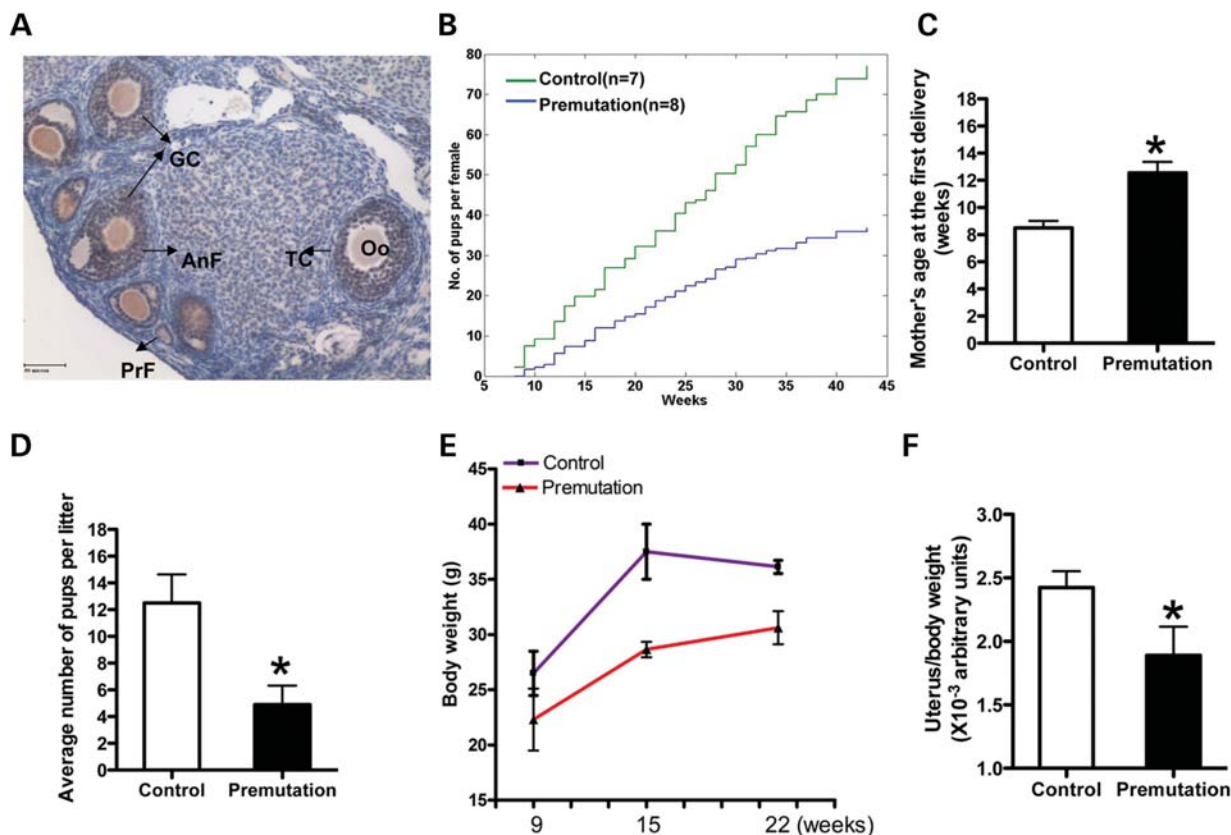 A
GC
AnF
TC
Oo
PrF
B
80
70
60
50
40
30
20
10
0
Control(n=7)
Premutation(n=8)
No. of pups per female
5 10 15 20 25 30 35 40 45
Weeks
C
18
16
14
12
10
8
6
4
2
0
*
Mother's age at the first delivery
(weeks)
Control Premutation
D
18
16
14
12
10
8
6
4
2
0
*
Average number of pups per litter
Control Premutation
E
Control
Premutation
45
40
35
30
25
20
15
Body weight (g)
9 15 22 (weeks)
F
3.0
2.5
2.0
1.5
1.0
*
Uterus/body weight
(X10⁻³ arbitrary units)
Control Premutation